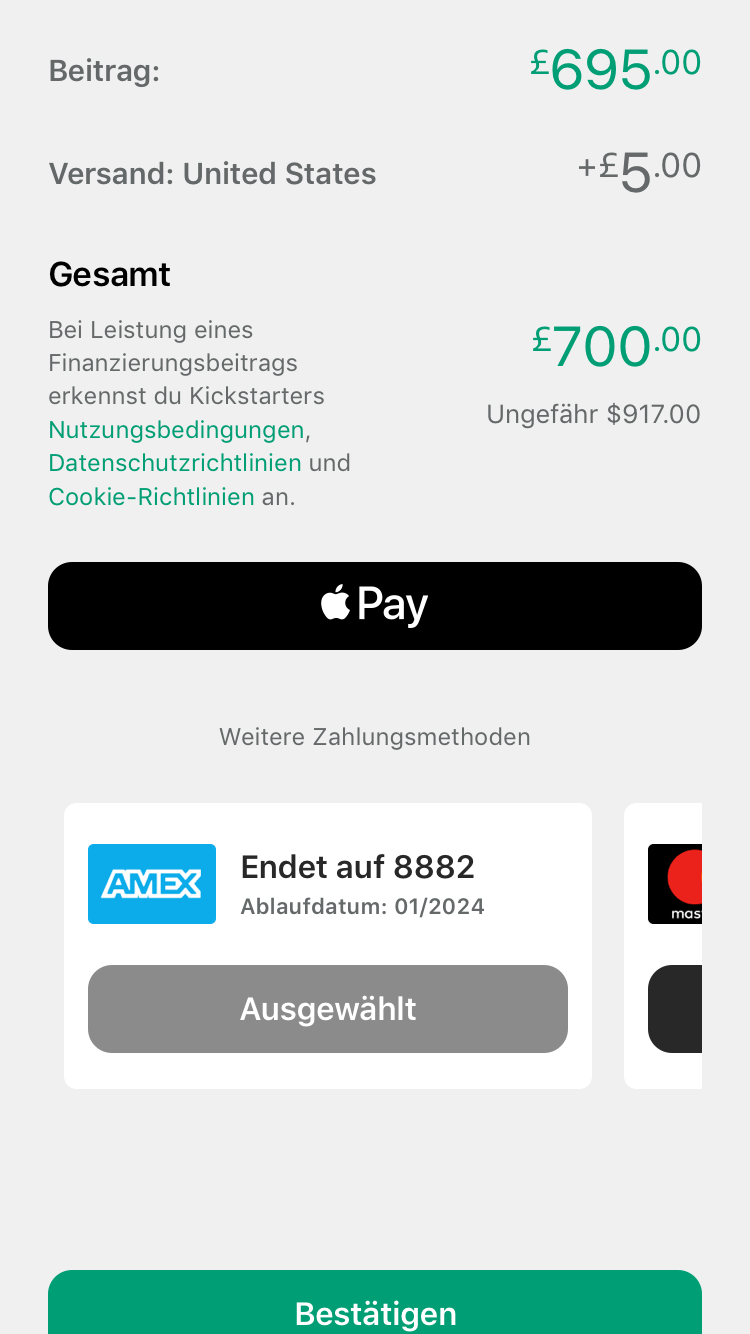 Beitrag: £695.00
Versand: United States +£5.00
Gesamt
Bei Leistung eines
Finanzierungsbeitrags
erkennst du Kickstarters
Nutzungsbedingungen,
Datenschutzrichtlinien und
Cookie-Richtlinien an.
£700.00
Ungefähr $917.00
Pay
Weitere Zahlungsmethoden
AMEX
Endet auf 8882
Ablaufdatum: 01/2024
Ausgewählt
mas
Bestätigen